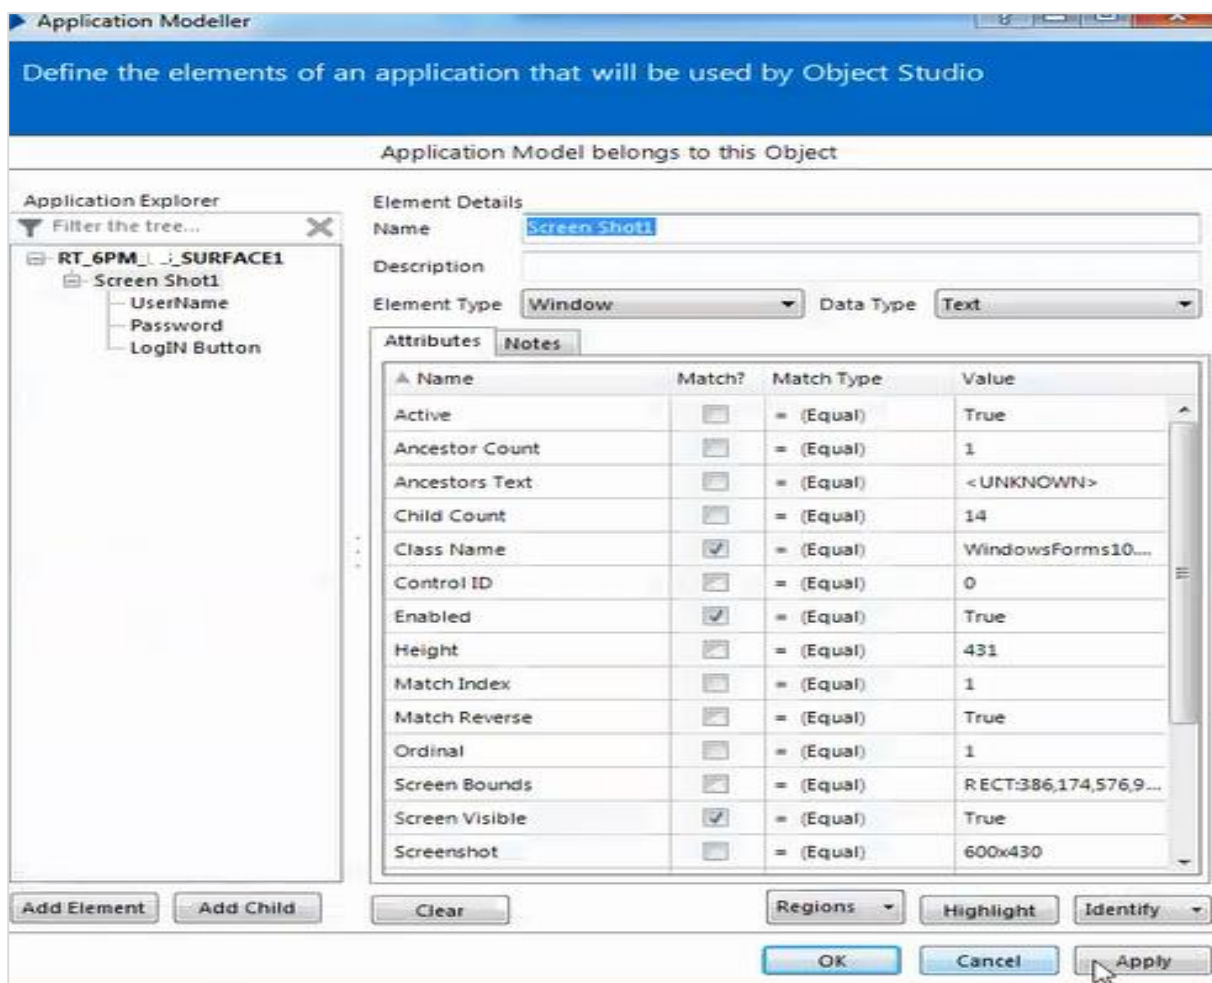 Application Modeller
Define the elements of an application that will be used by Object Studio
Application Model belongs to this Object
Application Explorer
Filter the tree...
RT_6PM_ _SURFACE1
Screen Shot1
UserName
Password
LogIN Button
Add Element Add Child
Element Details
Name Screen Shot1
Description
Element Type Window Data Type Text
Attributes Notes
Name Match? Match Type Value
Active = (Equal) True
Ancestor Count = (Equal) 1
Ancestors Text = (Equal) <UNKNOWN>
Child Count = (Equal) 14
Class Name = (Equal) WindowsForms10....
Control ID = (Equal) 0
Enabled = (Equal) True
Height = (Equal) 431
Match Index = (Equal) 1
Match Reverse = (Equal) True
Ordinal = (Equal) 1
Screen Bounds = (Equal) RECT:386,174,576,9...
Screen Visible = (Equal) True
Screenshot = (Equal) 600x430
Clear Regions Highlight Identify
OK Cancel Apply